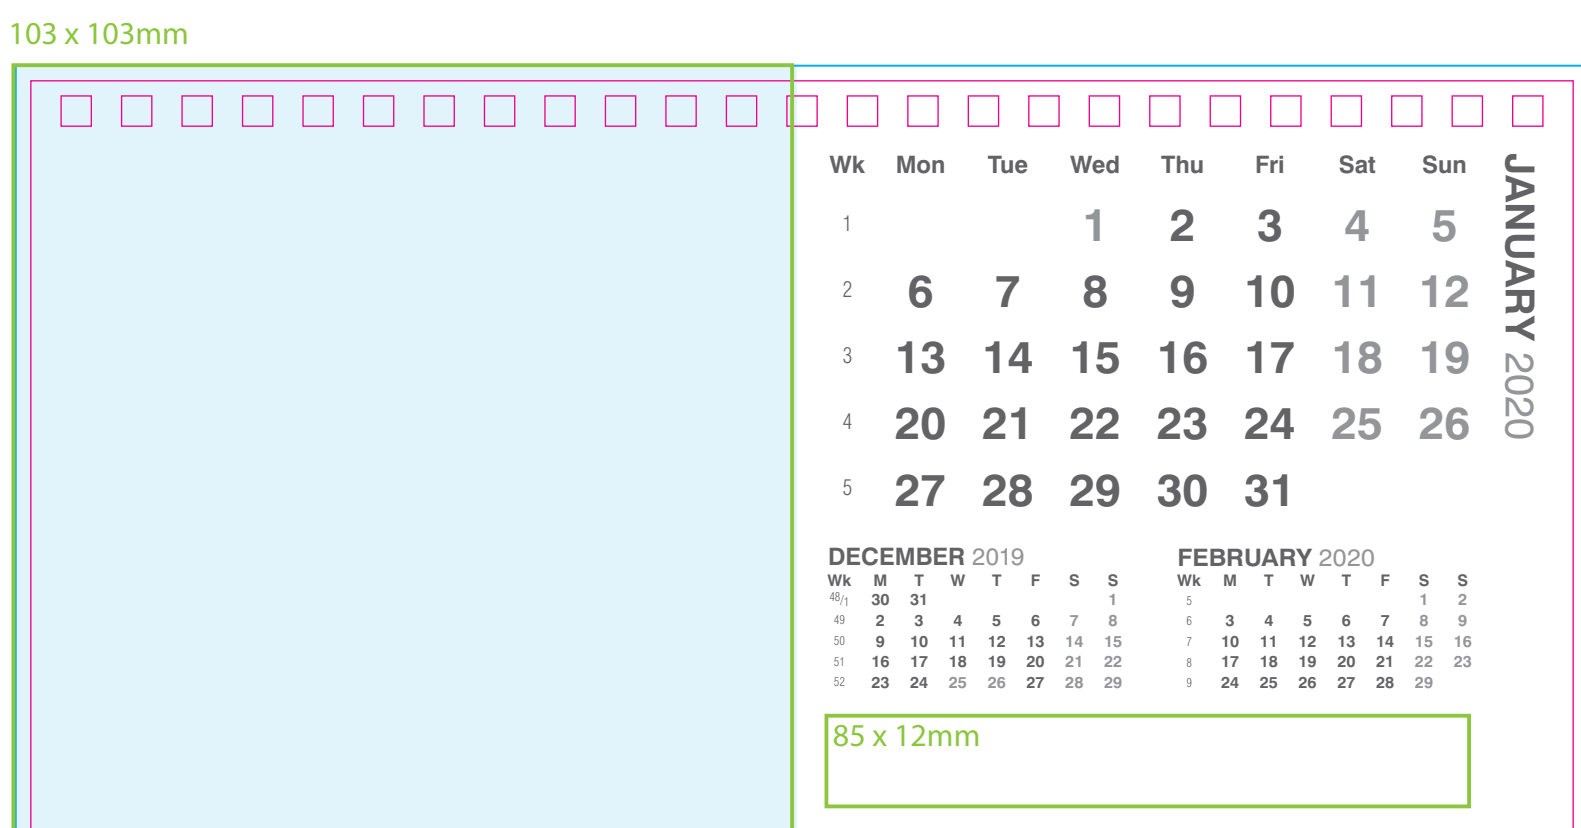 103 x 103mm
Wk Mon Tue Wed Thu Fri Sat Sun
1 1 2 3 4 5
2 6 7 8 9 10 11 12
3 13 14 15 16 17 18 19
4 20 21 22 23 24 25 26
5 27 28 29 30 31
JANUARY 2020
DECEMBER 2019
Wk M T W T F S S
48/1 30 31 1
49 2 3 4 5 6 7 8
50 9 10 11 12 13 14 15
51 16 17 18 19 20 21 22
52 23 24 25 26 27 28 29
FEBRUARY 2020
Wk M T W T F S S
5 1 2
6 3 4 5 6 7 8 9
7 10 11 12 13 14 15 16
8 17 18 19 20 21 22 23
9 24 25 26 27 28 29
85 x 12mm